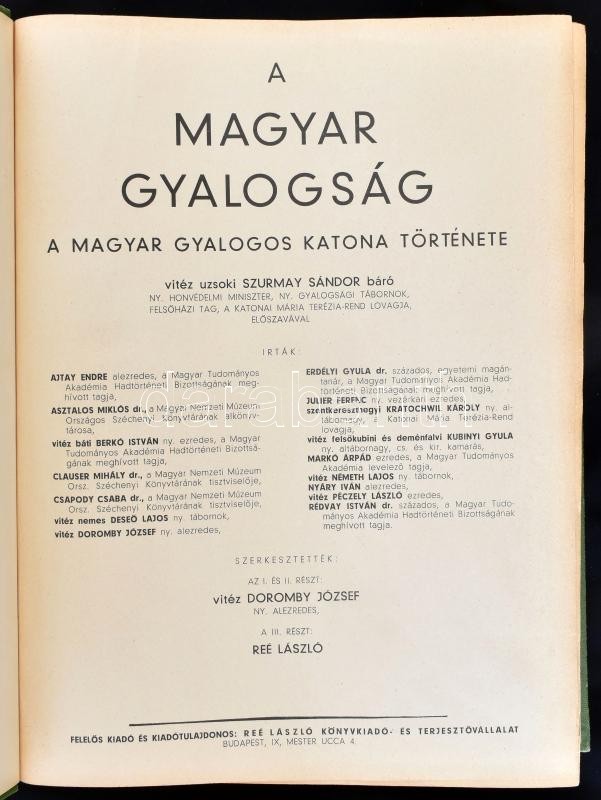 A
MAGYAR
GYALOGSÁG
A MAGYAR GYALOGOS KATONA TÖRTÉNETE
vitéz uzsoki SZURMAY SÁNDOR báró
NY. HONVÉDELMI MINISZTER, NY. GYALOGSÁGI TÁBORNOK,
FELSŐHÁZI TAG, A KATONAI MÁRIA TERÉZIA-REND LOVAGJA,
ELŐSZAVÁVAL
IRTÁK:
AJTAY ENDRE alezredes, a Magyar Tudományos
Akadémia Hadtörténeti Bizottságának meg-
hívott tagja,
ASZTALOS MIKLÓS dr., a Magyar Nemzeti Múzeum
Országos Széchenyi Könyvtárának alkönyv-
tárosa,
vitéz báti BERKÓ ISTVÁN ny. ezredes, a Magyar
Tudományos Akadémia Hadtörténeti Bizottsá-
gának meghívott tagja,
CLAUSER MIHÁLY dr., a Magyar Nemzeti Múzeum
Orsz. Széchenyi Könyvtárának tisztviselője,
CSAPODY CSABA dr., a Magyar Nemzeti Múzeum
Orsz. Széchenyi Könyvtárának tisztviselője,
vitéz nemes DESEŐ LAJOS ny. tábornok,
vitéz DOROMBY JÓZSEF ny. alezredes,
ERDÉLYI GYULA dr. százados, egyetemi magán-
tanár, a Magyar Tudományos Akadémia Had-
történeti Bizottságának meghívott tagja,
JULIER FERENC ny. vezérkari ezredes,
szentkereszthegyi KRATOCHWIL KÁROLY ny. al-
tábornagy, a Katonai Mária Terézia-Rend
lovagja,
vitéz felsőkubini és deménfalvi KUBINYI GYULA
ny. altábornagy, cs. és kir. kamarás,
MARKÓ ÁRPÁD ezredes, a Magyar Tudományos
Akadémia levelező tagja,
vitéz NÉMETH LAJOS ny. tábornok,
NYÁRY IVÁN alezredes,
vitéz PÉCZELY LÁSZLÓ ezredes,
RÉDVAY ISTVÁN dr. százados, a Magyar Tudo-
mányos Akadémia Hadtörténeti Bizottságának
meghívott tagja.
SZERKESZTETTÉK:
AZ I. ÉS II. RÉSZT:
vitéz DOROMBY JÓZSEF
NY. ALEZREDES,
A III. RÉSZT:
REÉ LÁSZLÓ
FELELŐS KIADÓ ÉS KIADÓTULAJDONOS: REÉ LÁSZLÓ KÖNYVKIADÓ- ÉS TERJESZTŐVÁLLALAT
BUDAPEST, IX, MESTER UCCA 4.
darabanth